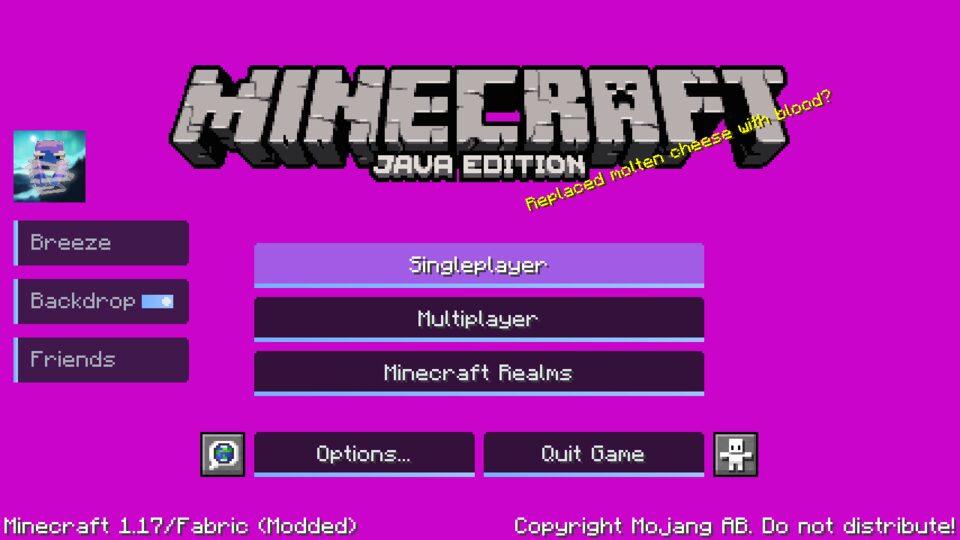 MINECRAFT
JAVA EDITION
Replaced molten cheese with blood?
Breeze
Backdrop
Friends
Singleplayer
Multiplayer
Minecraft Realms
Options...
Quit Game
Minecraft 1.17/Fabric (Modded)
Copyright Mojang AB. Do not distribute!